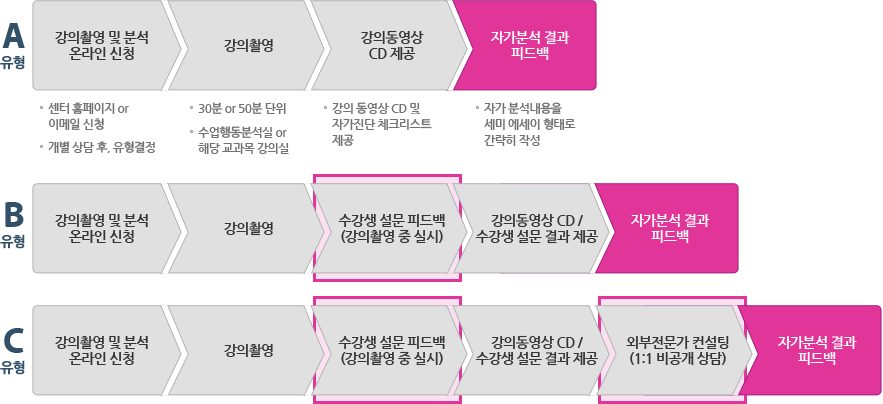 A
유형
강의촬영 및 분석
온라인 신청
강의촬영
강의동영상
CD 제공
자가분석 결과
피드백
센터 홈페이지 or
이메일 신청
개별 상담 후, 유형결정
30분 or 50분 단위
수업행동분석실 or
해당 교과목 강의실
강의 동영상 CD 및
자가진단 체크리스트
제공
자가 분석내용을
세미 에세이 형태로
간략히 작성
B
유형
강의촬영 및 분석
온라인 신청
강의촬영
수강생 설문 피드백
(강의촬영 중 실시)
강의동영상 CD /
수강생 설문 결과 제공
자가분석 결과
피드백
C
유형
강의촬영 및 분석
온라인 신청
강의촬영
수강생 설문 피드백
(강의촬영 중 실시)
강의동영상 CD /
수강생 설문 결과 제공
외부전문가 컨설팅
(1:1 비공개 상담)
자가분석 결과
피드백